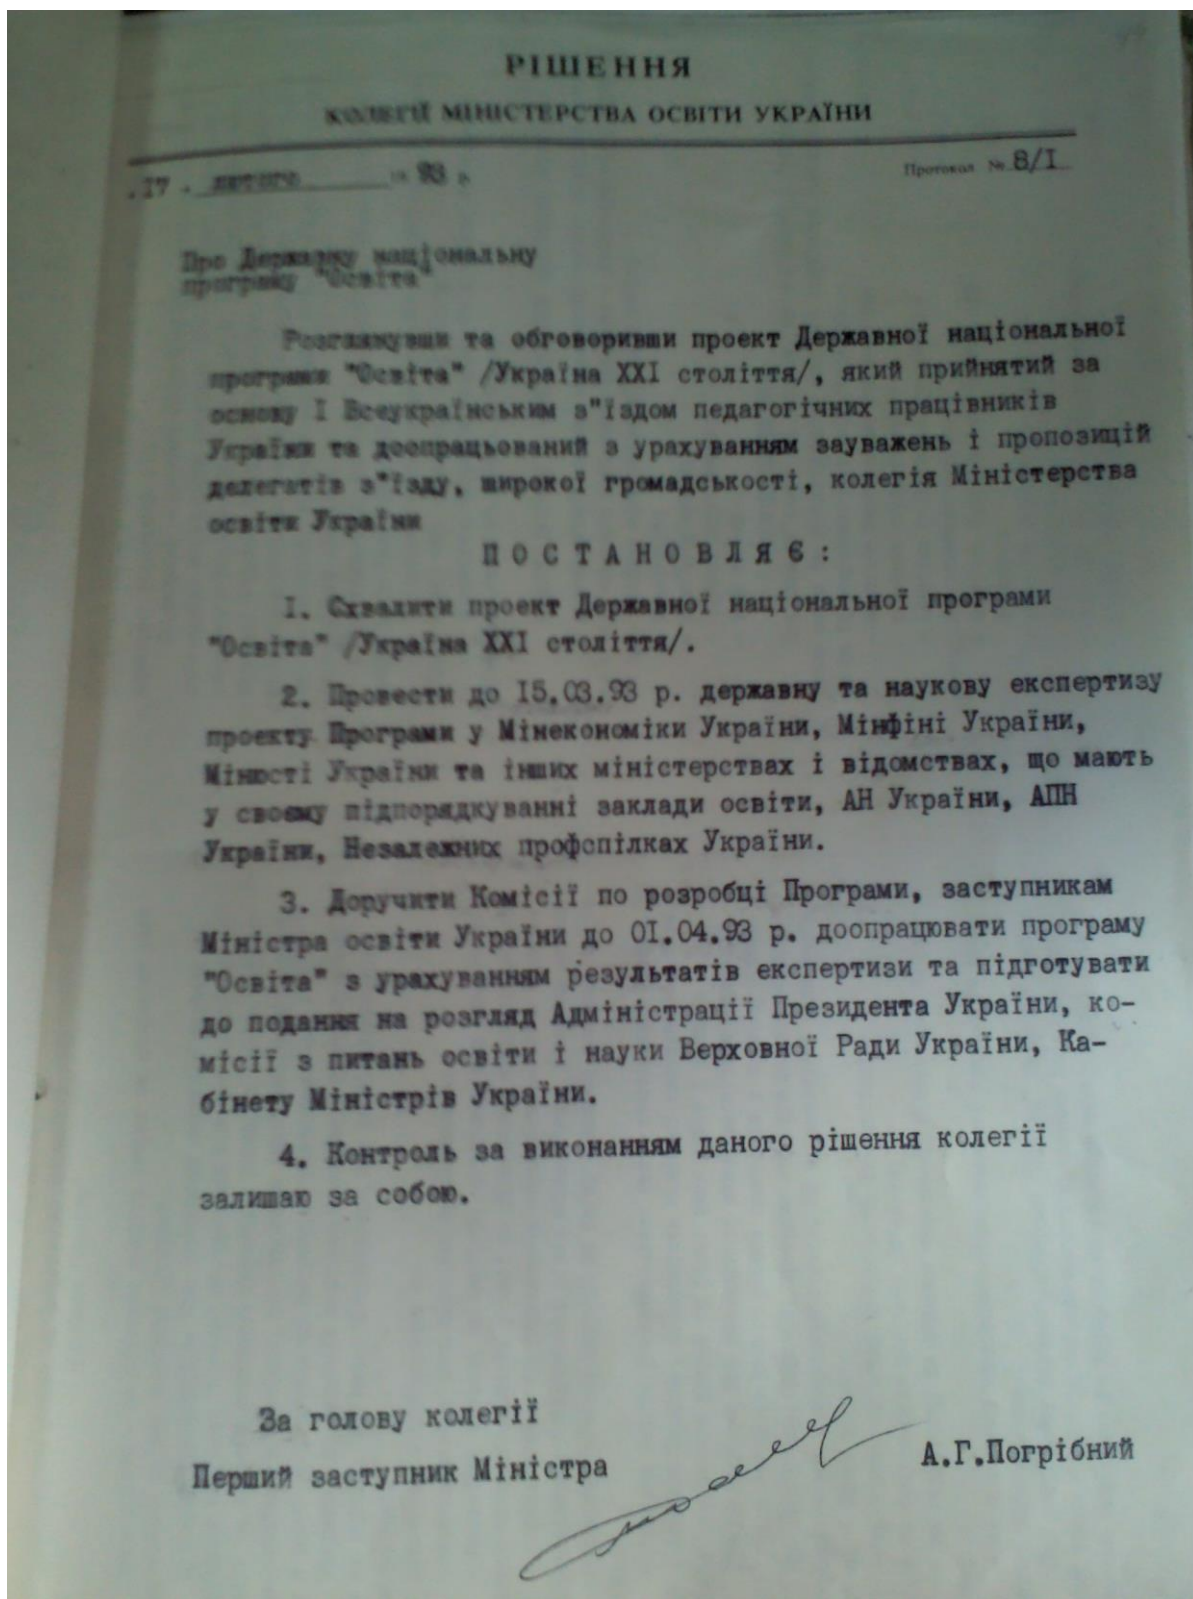 РІШЕННЯ
КОЛЕГІЇ МІНІСТЕРСТВА ОСВІТИ УКРАЇНИ
"17" лютого 19 93 р.
Протокол № 8/1
Про Державну національну
програму "Освіта"
Розглянувши та обговоривши проект Державної національної
програми "Освіта" /Україна XXI століття/, який прийнятий за
основу I Всеукраїнським з"їздом педагогічних працівників
України та доопрацьований з урахуванням зауважень і пропозицій
делегатів з"їзду, широкої громадськості, колегія Міністерства
освіти України
ПОСТАНОВЛЯЄ:
1. Схвалити проект Державної національної програми
"Освіта" /Україна XXI століття/.
2. Провести до 15.03.93 р. державну та наукову експертизу
проекту Програми у Мінекономіки України, Мінфіні України,
Мінюсті України та інших міністерствах і відомствах, що мають
у своєму підпорядкуванні заклади освіти, АН України, АПН
України, Незалежних профспілках України.
3. Доручити Комісії по розробці Програми, заступникам
Міністра освіти України до 01.04.93 р. доопрацювати програму
"Освіта" з урахуванням результатів експертизи та підготувати
до подання на розгляд Адміністрації Президента України, ко-
місії з питань освіти і науки Верховної Ради України, Ка-
бінету Міністрів України.
4. Контроль за виконанням даного рішення колегії
залишаю за собою.
За голову колегії
Перший заступник Міністра
А.Г.Погрібний